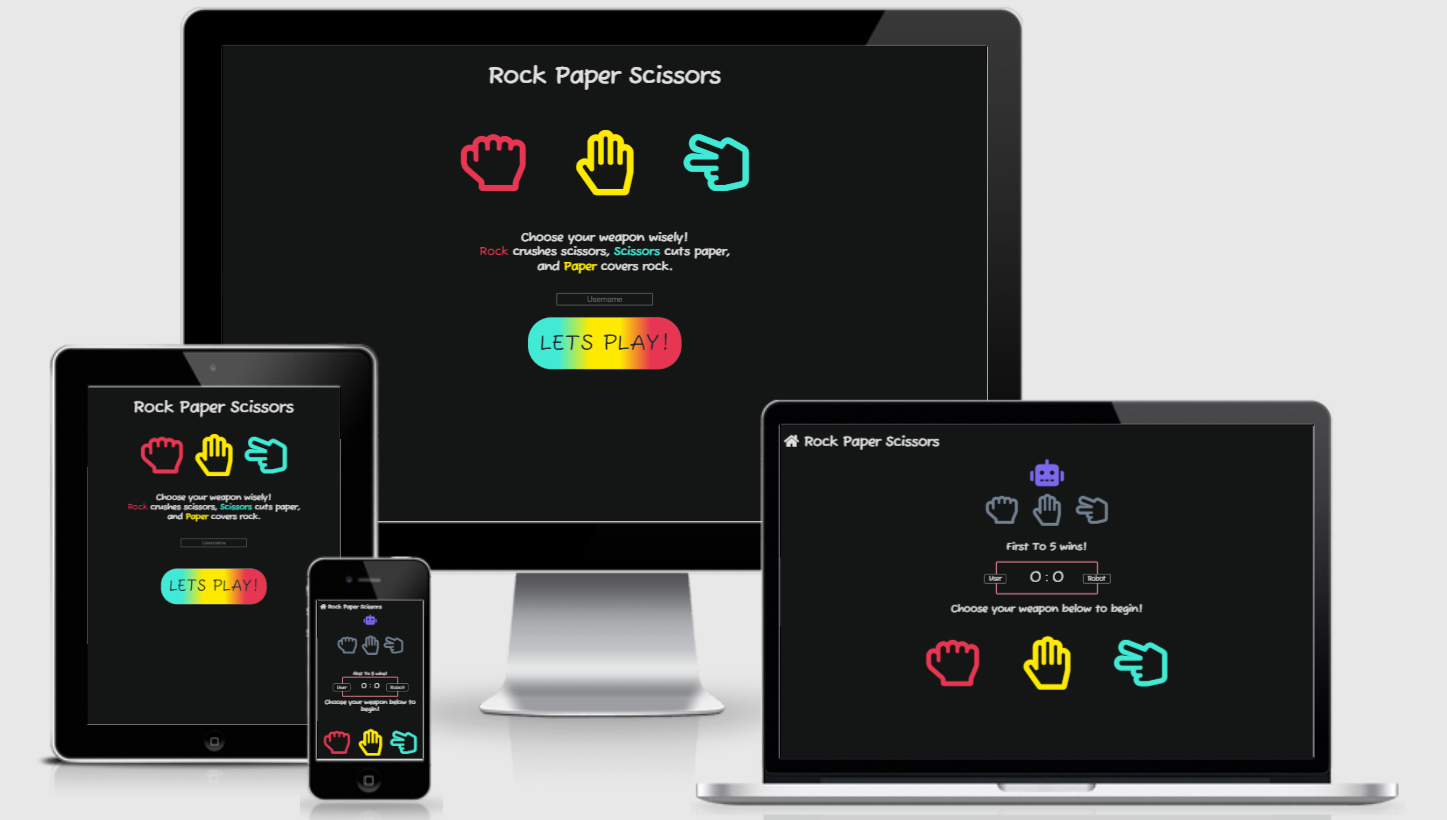 Rock Paper Scissors
Choose your weapon wisely!
Rock crushes scissors, Scissors cuts paper,
and Paper covers rock.
Username
LETS PLAY!
Rock Paper Scissors
Choose your weapon wisely!
Rock crushes scissors, Scissors cuts paper,
and Paper covers rock.
Username
LETS PLAY!
Rock Paper Scissors
First To 5 wins!
User 0 : 0 Robot
Choose your weapon below to
begin!
Rock Paper Scissors
First To 5 wins!
User 0 : 0 Robot
Choose your weapon below to begin!